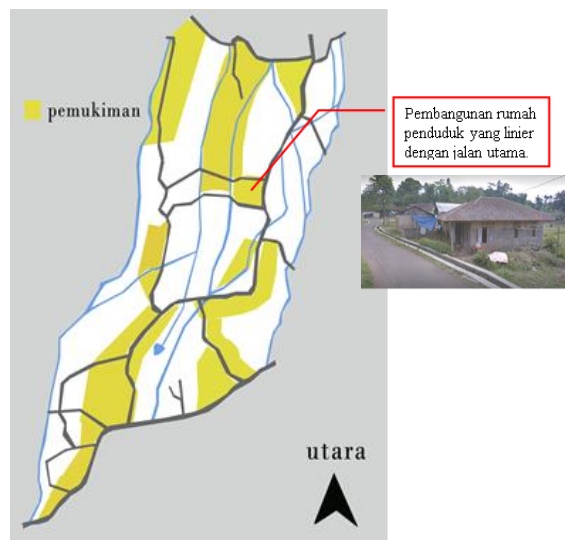 pemukiman
Pembangunan rumah
penduduk yang linier
dengan jalan utama.
utara